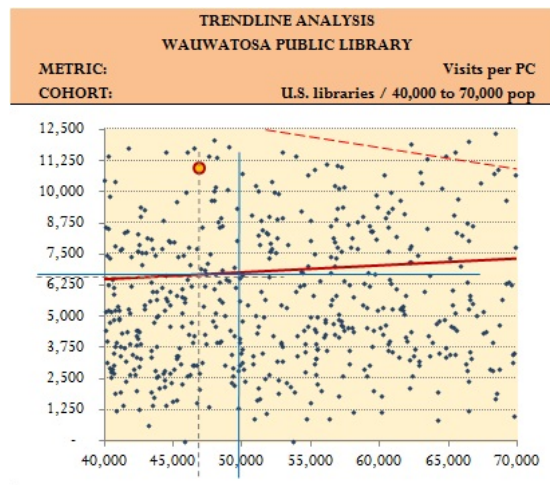 TRENDLINE ANALYSIS
WAUWATOSA PUBLIC LIBRARY
METRIC: Visits per PC
COHORT: U.S. libraries / 40,000 to 70,000 pop
12,500
11,250
10,000
8,750
7,500
6,250
5,000
3,750
2,500
1,250
-
40,000 45,000 50,000 55,000 60,000 65,000 70,000